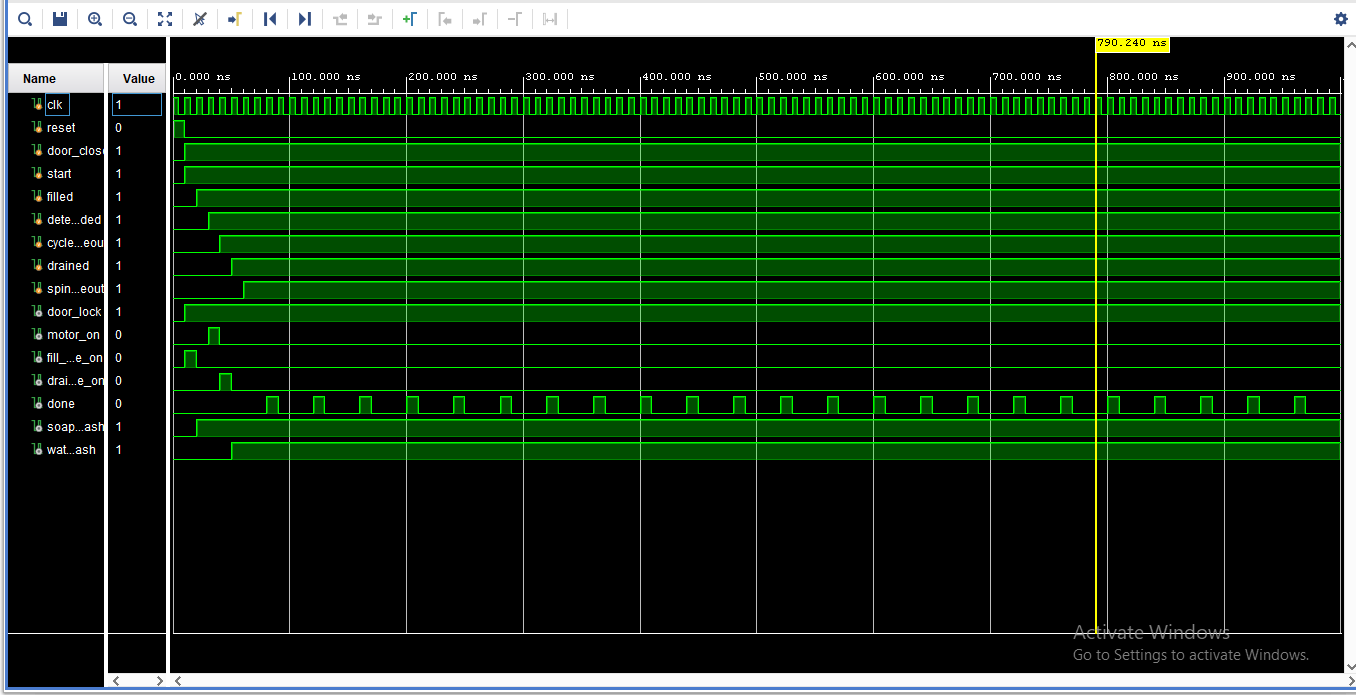 790.240 ns
Name Value
0.000 ns 100.000 ns 200.000 ns 300.000 ns 400.000 ns 500.000 ns 600.000 ns 700.000 ns 800.000 ns 900.000 ns
clk 1
reset 0
door_close 1
start 1
filled 1
dete...ded 1
cycle...eou 1
drained 1
spin...eout 1
door_lock 1
motor_on 0
fill_...e_on 0
drai...e_on 0
done 0
soap...ash 1
wat...ash 1
Activate Windows
Go to Settings to activate Windows.